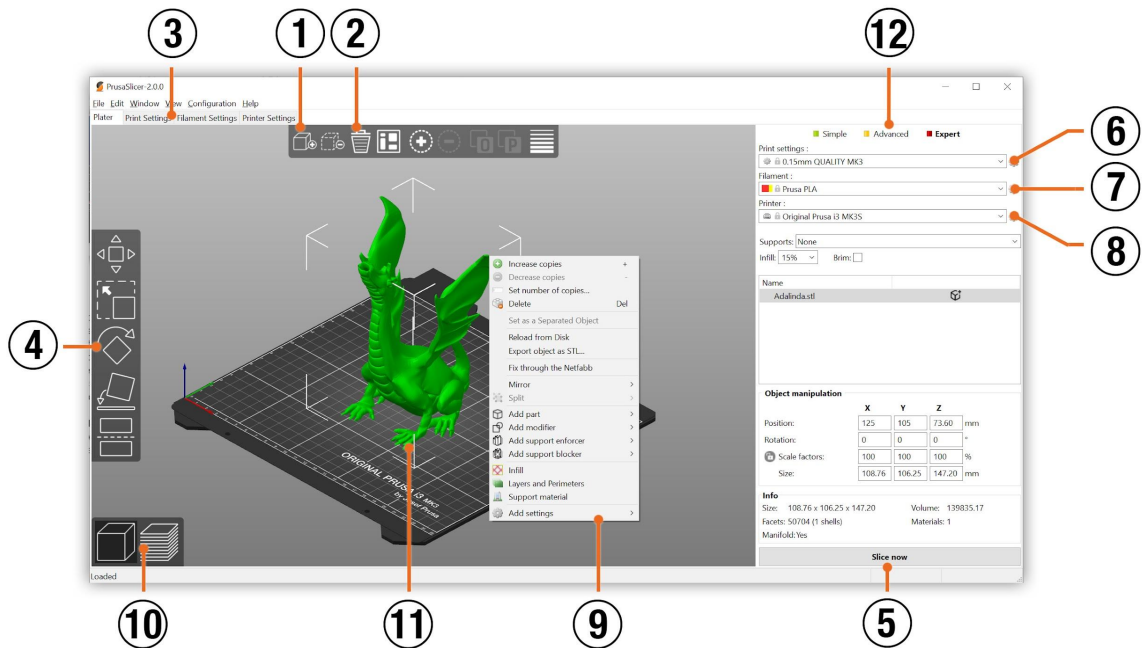 3
1
2
12
PrusaSlicer-2.0.0
File Edit Window View Configuration Help
Plater Print Settings Filament Settings Printer Settings
Simple Advanced Expert
6
Print settings :
0.15mm QUALITY MK3
Filament :
Prusa PLA
7
Printer :
Original Prusa i3 MK3S
8
Supports: None
Infill: 15% Brim:
Name
Adalinda.stl
4
Increase copies +
Decrease copies -
Set number of copies...
Delete Del
Set as a Separated Object
Reload from Disk
Export object as STL...
Fix through the Netfabb
Mirror >
Split >
Add part >
Add modifier >
Add support enforcer >
Add support blocker >
Infill
Layers and Perimeters
Support material
Add settings >
ORIGINAL PRUSA i3 MK3
by Josef Prusa
Object manipulation
X Y Z
Position: 125 105 73.60 mm
Rotation: 0 0 0 °
Scale factors: 100 100 100 %
Size: 108.76 106.25 147.20 mm
Info
Size: 108.76 x 106.25 x 147.20 Volume: 139835.17
Facets: 50704 (1 shells) Materials: 1
Manifold: Yes
Slice now
Loaded
10
11
9
5